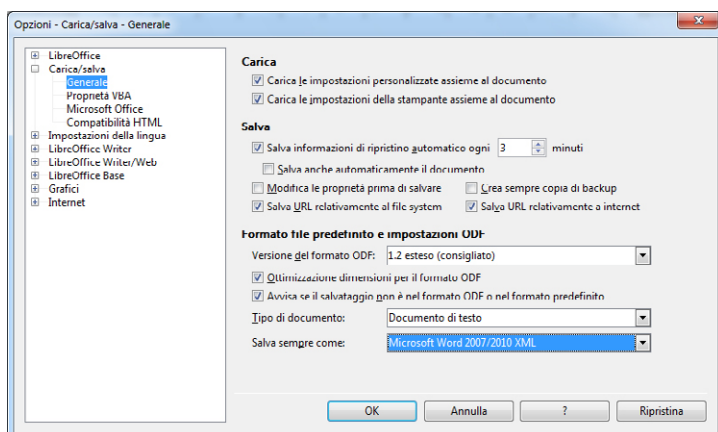 Opzioni - Carica/salva - Generale
LibreOffice
Carica/salva
Generale
Proprietà VBA
Microsoft Office
Compatibilità HTML
Impostazioni della lingua
LibreOffice Writer
LibreOffice Writer/Web
LibreOffice Base
Grafici
Internet
Carica
Carica le impostazioni personalizzate assieme al documento
Carica le impostazioni della stampante assieme al documento
Salva
Salva informazioni di ripristino automatico ogni 3 minuti
Salva anche automaticamente il documento
Modifica le proprietà prima di salvare Crea sempre copia di backup
Salva URL relativamente al file system Salva URL relativamente a internet
Formato file predefinito e impostazioni ODF
Versione del formato ODF: 1.2 esteso (consigliato)
Ottimizzazione dimensioni per il formato ODF
Avvisa se il salvataggio non è nel formato ODF o nel formato predefinito
Tipo di documento: Documento di testo
Salva sempre come: Microsoft Word 2007/2010 XML
OK Annulla ? Ripristina